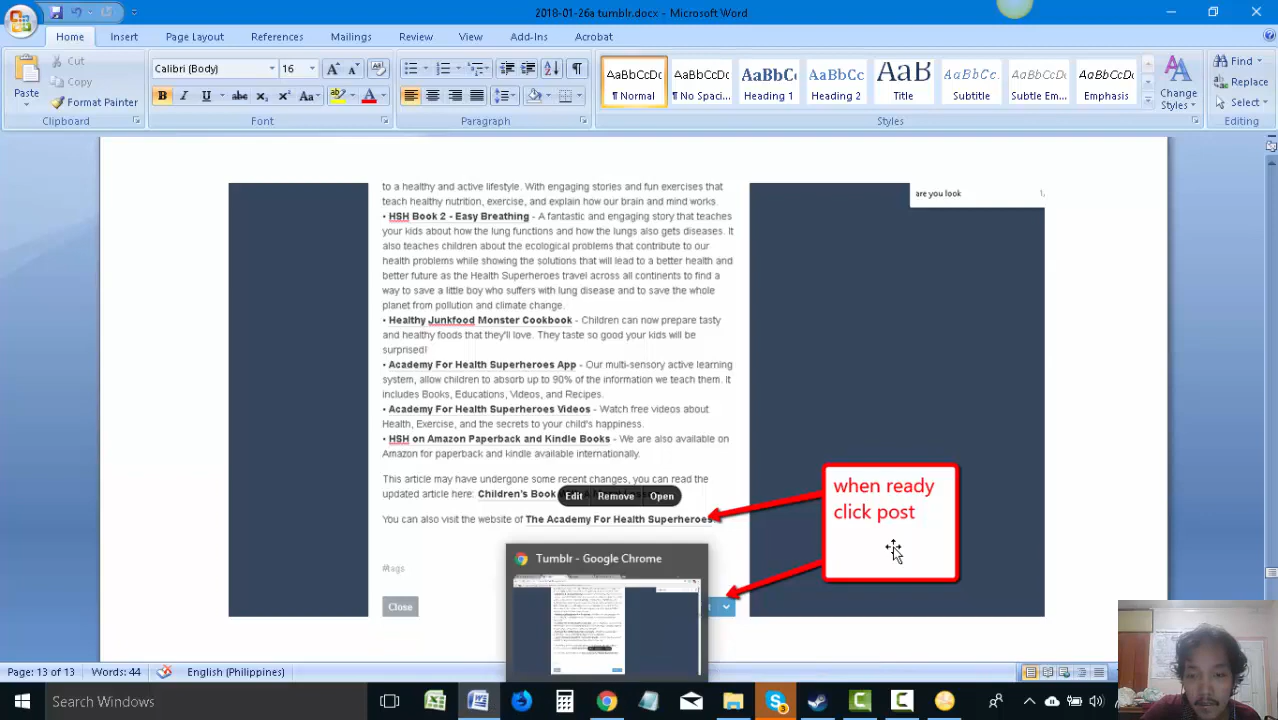 2018-01-26a tumblr.docx - Microsoft Word
Home Insert Page Layout References Mailings Review View Add-Ins Acrobat
Paste
Cut
Copy
Format Painter
Clipboard
Calibri (Body) 16
Font
Paragraph
AaBbCcDc AaBbCcDc AaBbC AaBbCc AaB AaBbCc. AaBbCcDc AaBbCcDc
¶ Normal ¶ No Spaci... Heading 1 Heading 2 Title Subtitle Subtle Em... Emphasis
Change Styles
Styles
Find
Replace
Select
Editing
are you look
to a healthy and active lifestyle. With engaging stories and fun exercises that
teach healthy nutrition, exercise, and explain how our brain and mind works.
• HSH Book 2 - Easy Breathing - A fantastic and engaging story that teaches
your kids about how the lung functions and how the lungs also gets diseases. It
also teaches children about the ecological problems that contribute to our
health problems while showing the solutions that will lead to a better health and
better future as the Health Superheroes travel across all continents to find a
way to save a little boy who suffers with lung disease and to save the whole
planet from pollution and climate change.
• Healthy Junkfood Monster Cookbook - Children can now prepare tasty
and healthy foods that they'll love. They taste so good your kids will be
surprised!
• Academy For Health Superheroes App - Our multi-sensory active learning
system, allow children to absorb up to 90% of the information we teach them. It
includes Books, Educations, Videos, and Recipes.
• Academy For Health Superheroes Videos - Watch free videos about
Health, Exercise, and the secrets to your child's happiness.
• HSH on Amazon Paperback and Kindle Books - We are also available on
Amazon for paperback and kindle available internationally.
This article may have undergone some recent changes, you can read the
updated article here: Children's Book
Edit Remove Open
You can also visit the website of The Academy For Health Superheroes
when ready
click post
Tumblr - Google Chrome
#tags
Close
Page: 13 of 13 Words: English (Philippines)
Search Windows